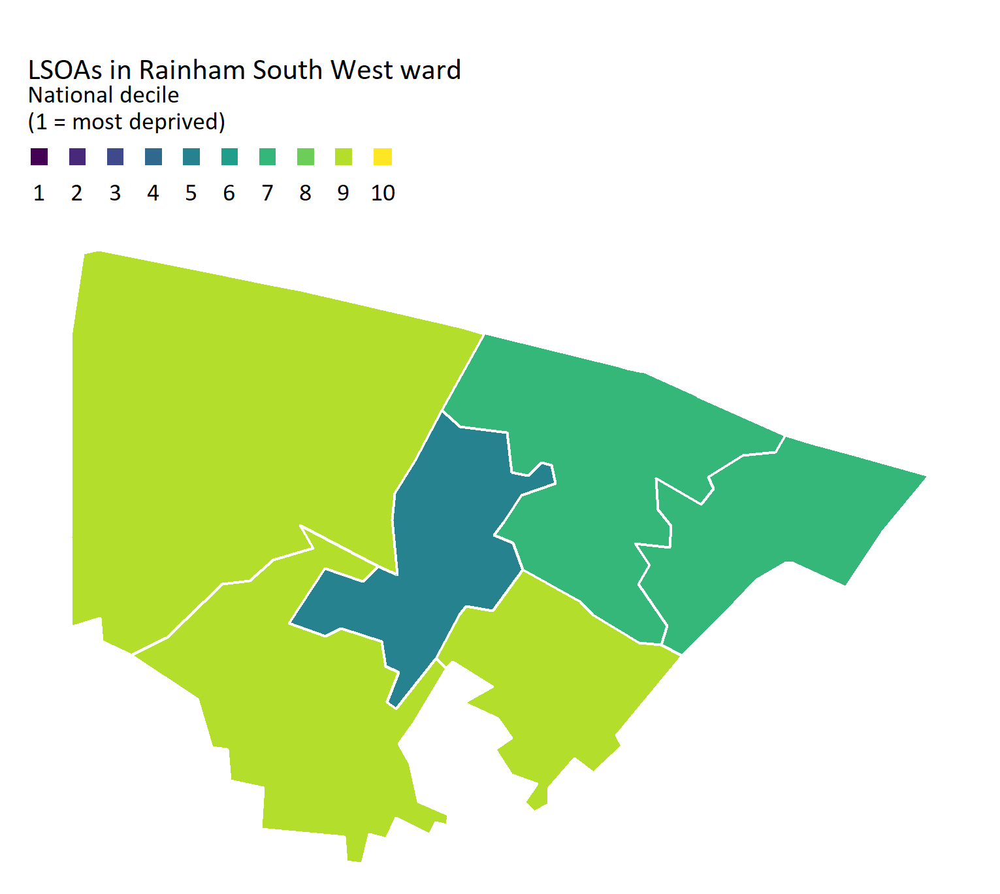 LSOAs in Rainham South West ward
National decile
(1 = most deprived)
1 2 3 4 5 6 7 8 9 10